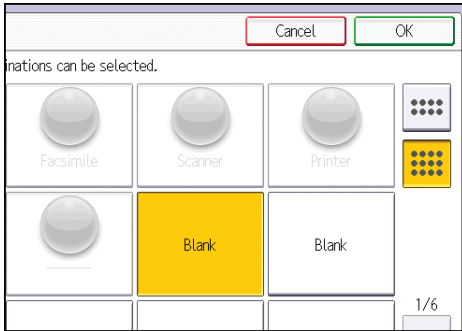 Cancel OK
inations can be selected.
Facsimile Scanner Printer
Blank Blank
1/6